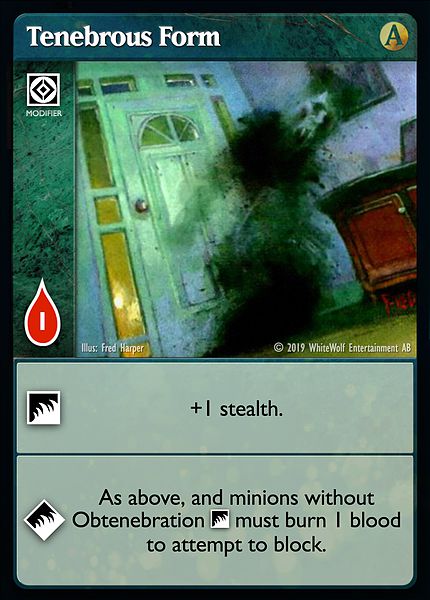 Tenebrous Form
A
MODIFIER
1
Illus: Fred Harper
© 2019 WhiteWolf Entertainment AB
+1 stealth.
As above, and minions without
Obtenebration must burn 1 blood
to attempt to block.